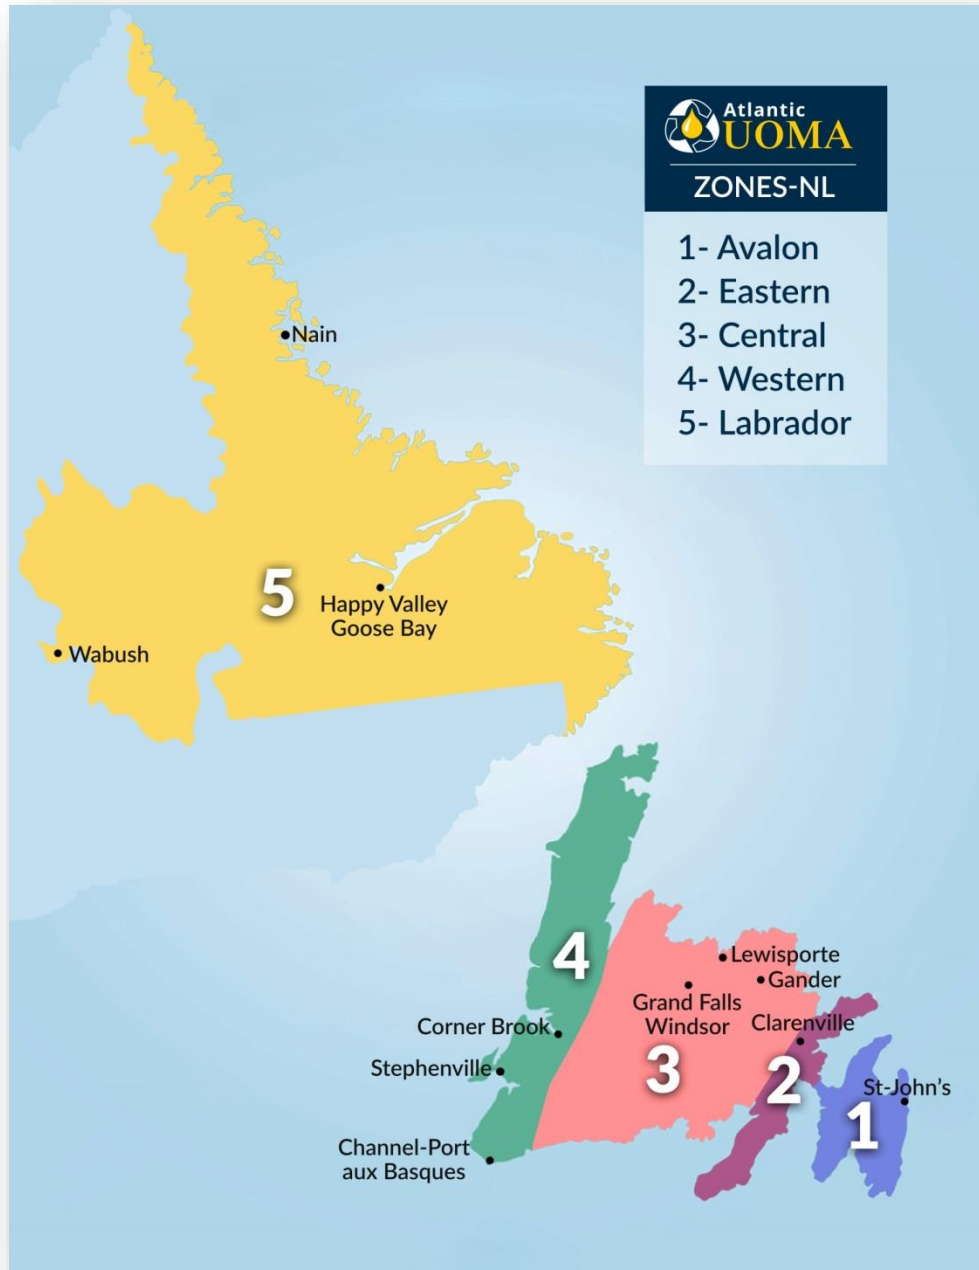 Atlantic
UOMA
ZONES-NL
1- Avalon
2- Eastern
3- Central
4- Western
5- Labrador
Nain
5
Happy Valley
Goose Bay
Wabush
4
Lewisporte
Gander
Grand Falls
Windsor
Clarenville
Corner Brook
3
Stephenville
2
St-John's
1
Channel-Port
aux Basques